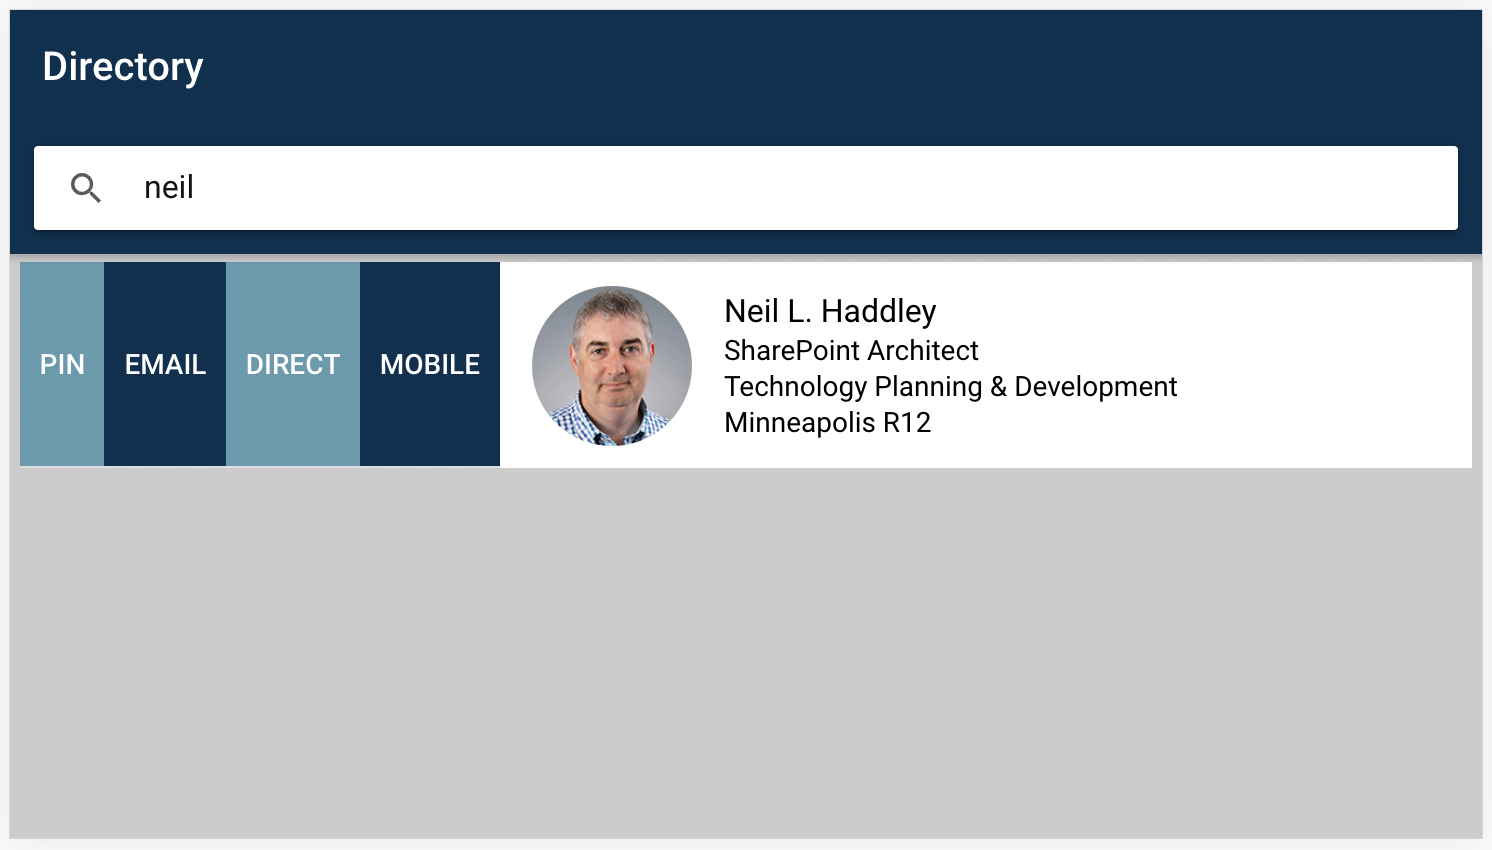 Directory
neil
PIN EMAIL DIRECT MOBILE
Neil L. Haddley
SharePoint Architect
Technology Planning & Development
Minneapolis R12